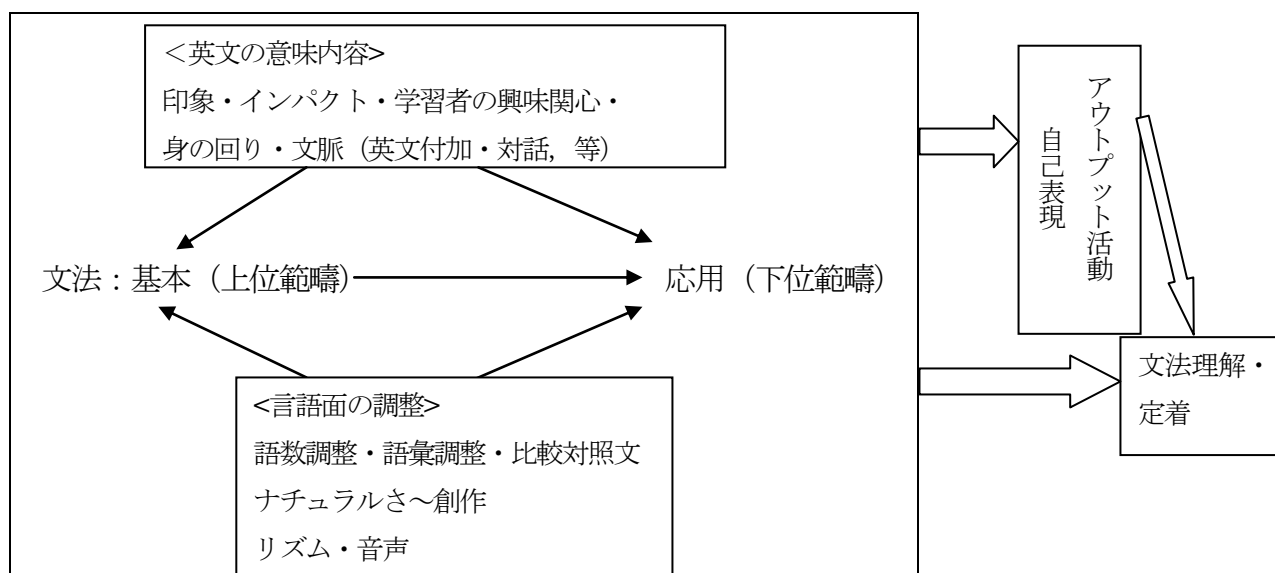 ＜英文の意味内容>
印象・インパクト・学習者の興味関心・
身の回り・文脈（英文付加・対話，等）
文法：基本（上位範疇） 応用（下位範疇）
<言語面の調整>
語数調整・語彙調整・比較対照文
ナチュラルさ～創作
リズム・音声
アウトプット活動
自己表現
文法理解・
定着